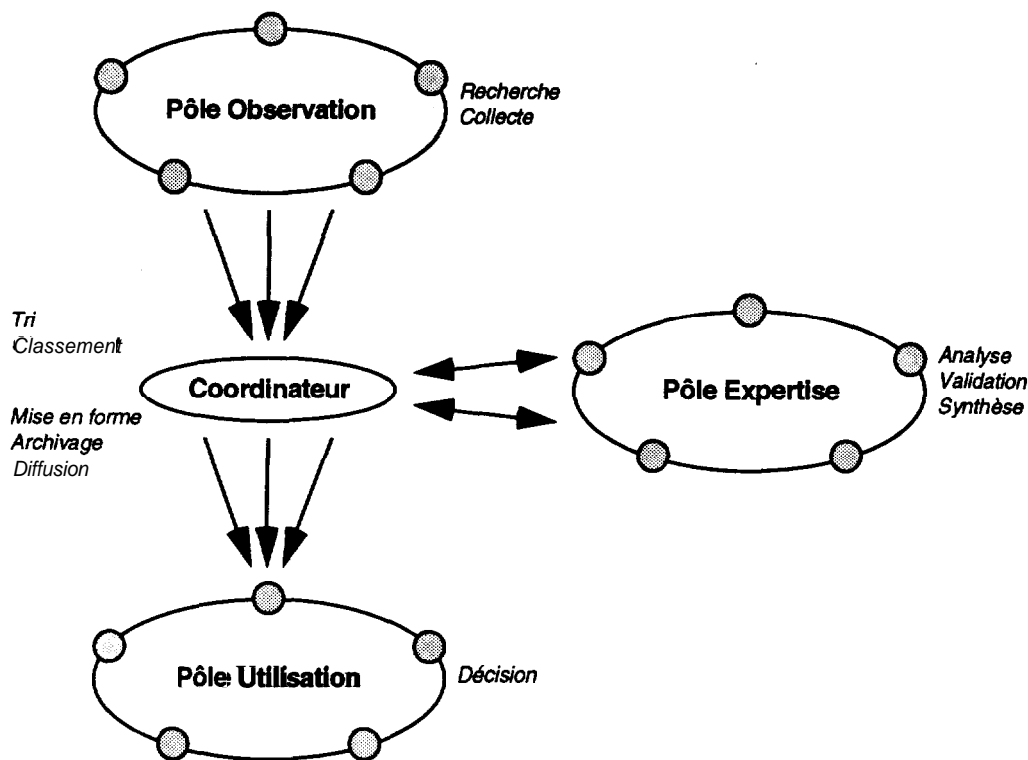 Pôle Observation
Recherche
Collecte
Tri
Classement
Coordinateur
Mise en forme
Archivage
Diffusion
Pôle Expertise
Analyse
Validation
Synthèse
Pôle Utilisation
Décision